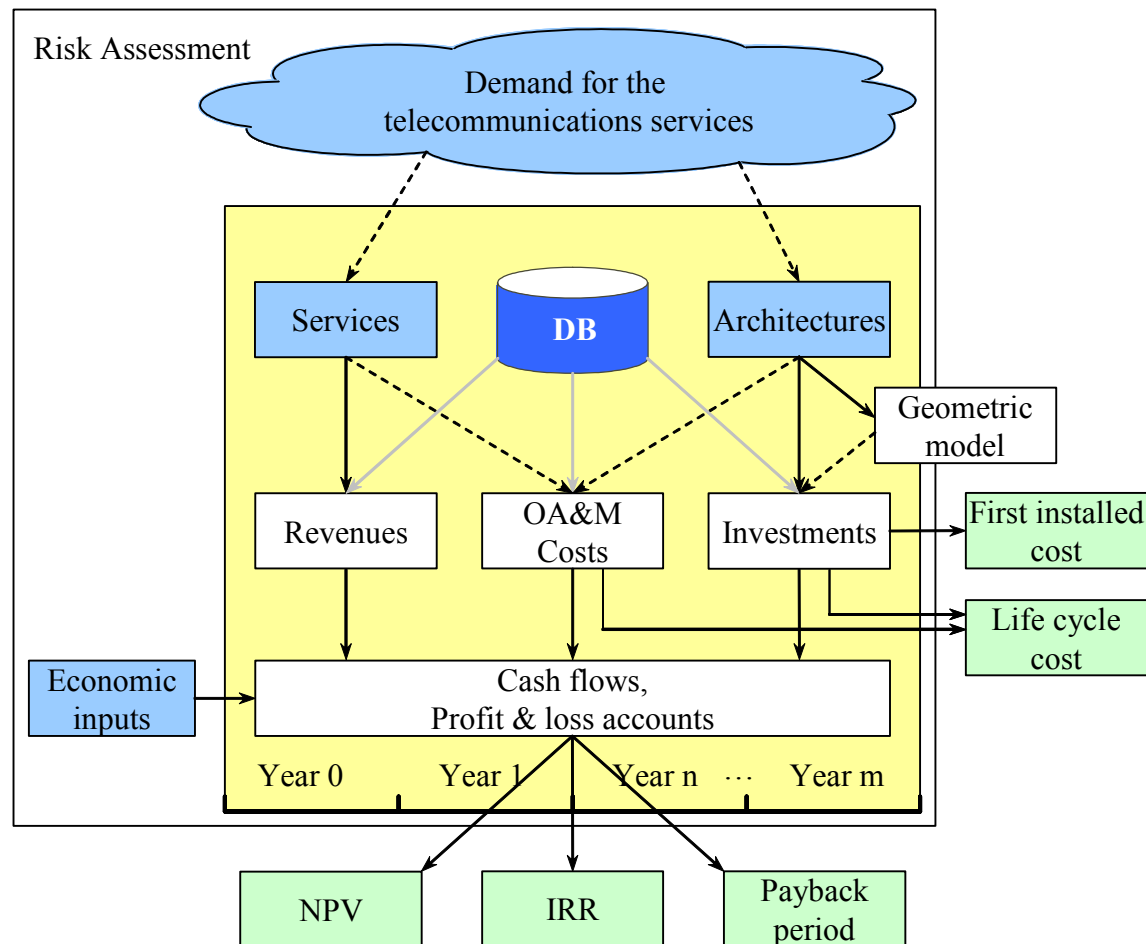 Risk Assessment
Demand for the
telecommunications services
Services
DB
Architectures
Geometric
model
Revenues
OA&M
Costs
Investments
First installed
cost
Life cycle
cost
Economic
inputs
Cash flows,
Profit & loss accounts
Year 0
Year 1
Year n
...
Year m
NPV
IRR
Payback
period